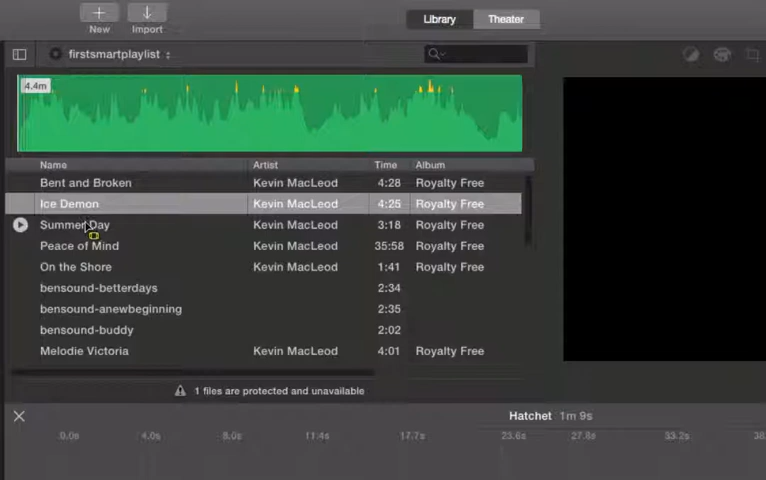 Library Theater
New Import
firstsmartplaylist
4.4m
Name Artist Time Album
Bent and Broken Kevin MacLeod 4:28 Royalty Free
Ice Demon Kevin MacLeod 4:25 Royalty Free
Summer Day Kevin MacLeod 3:18 Royalty Free
Peace of Mind Kevin MacLeod 35:58 Royalty Free
On the Shore Kevin MacLeod 1:41 Royalty Free
bensound-betterdays 2:34
bensound-anewbeginning 2:35
bensound-buddy 2:02
Melodie Victoria Kevin MacLeod 4:01 Royalty Free
1 files are protected and unavailable
Hatchet 1m 9s
0.0s 4.0s 8.0s 11.4s 17.7s 23.6s 27.8s 33.2s 38.